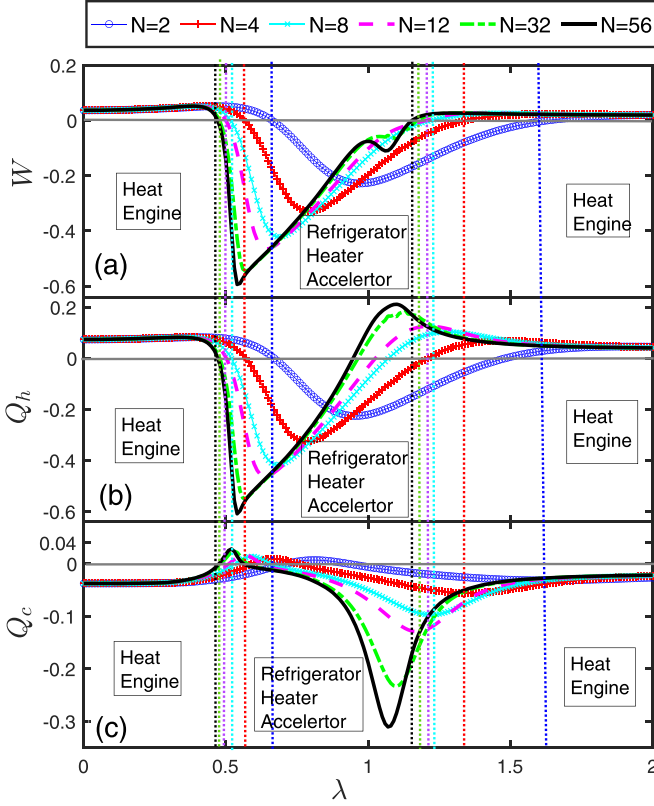 N=2 N=4 N=8 N=12 N=32 N=56
0.2
0
-0.2
-0.4
-0.6
W
Heat
Engine
Refrigerator
Heater
Accelertor
Heat
Engine
(a)
0.2
0
-0.2
-0.4
-0.6
Q_h
Heat
Engine
Refrigerator
Heater
Accelertor
Heat
Engine
(b)
0.04
0
-0.1
-0.2
-0.3
Q_c
Heat
Engine
Refrigerator
Heater
Accelertor
Heat
Engine
(c)
0 0.5 1 1.5 2
λ